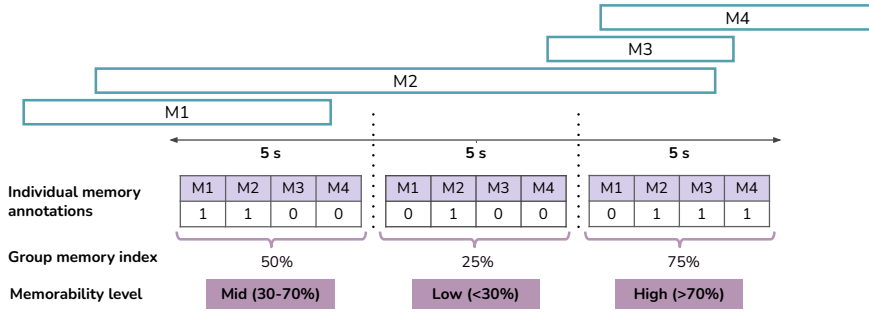 M4
M3
M2
M1
5 s 5 s 5 s
Individual memory annotations
M1 M2 M3 M4 M1 M2 M3 M4 M1 M2 M3 M4
1 1 0 0 0 1 0 0 0 1 1 1
Group memory index 50% 25% 75%
Memorability level Mid (30-70%) Low (<30%) High (>70%)